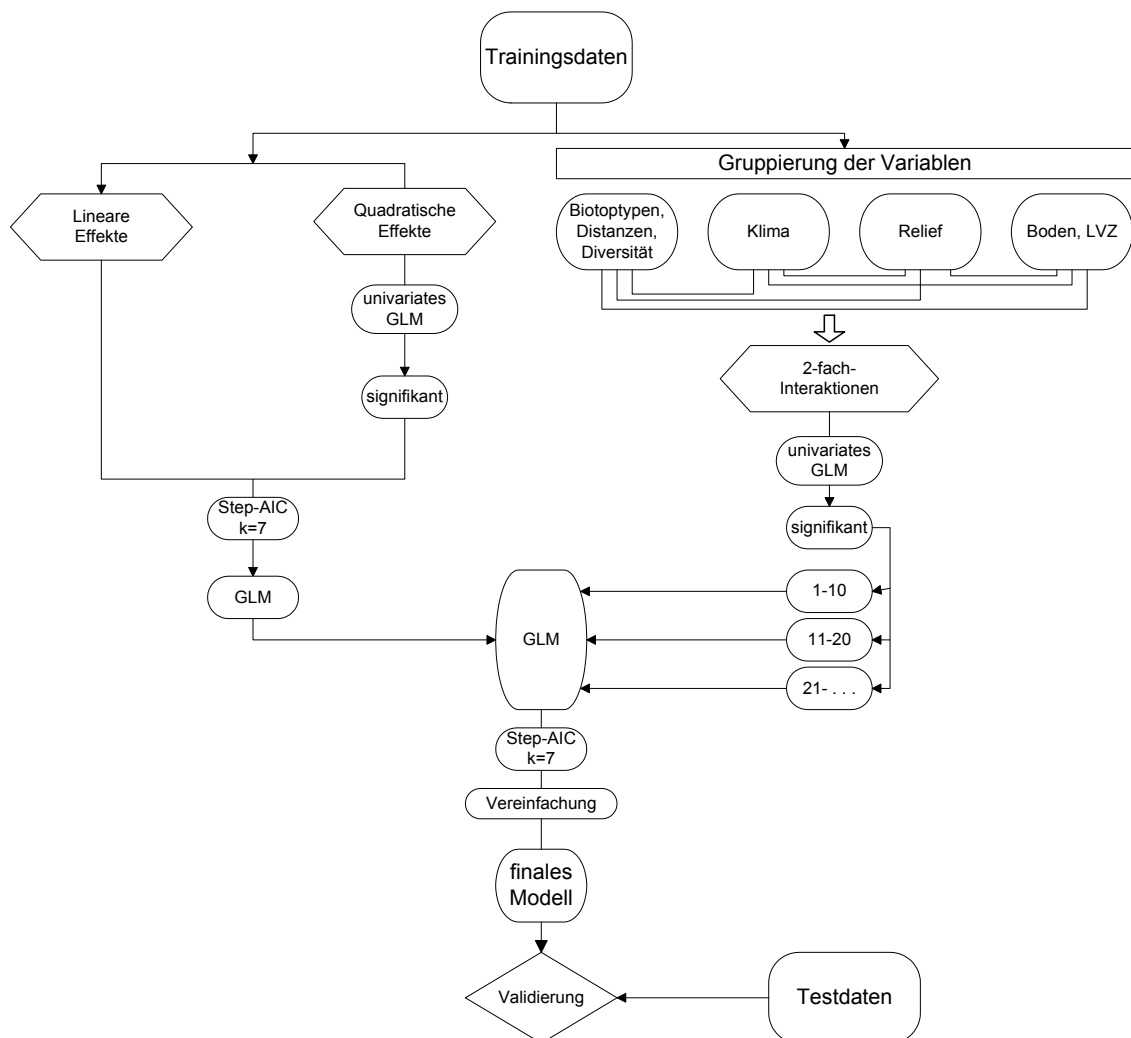 Trainingsdaten
Gruppierung der Variablen
Lineare
Effekte
Quadratische
Effekte
Biotoptypen,
Distanzen,
Diversität
Klima
Relief
Boden, LVZ
univariates
GLM
signifikant
2-fach-
Interaktionen
univariates
GLM
signifikant
Step-AIC
k=7
GLM
1-10
11-20
21- . . .
GLM
Step-AIC
k=7
Vereinfachung
finales
Modell
Validierung
Testdaten